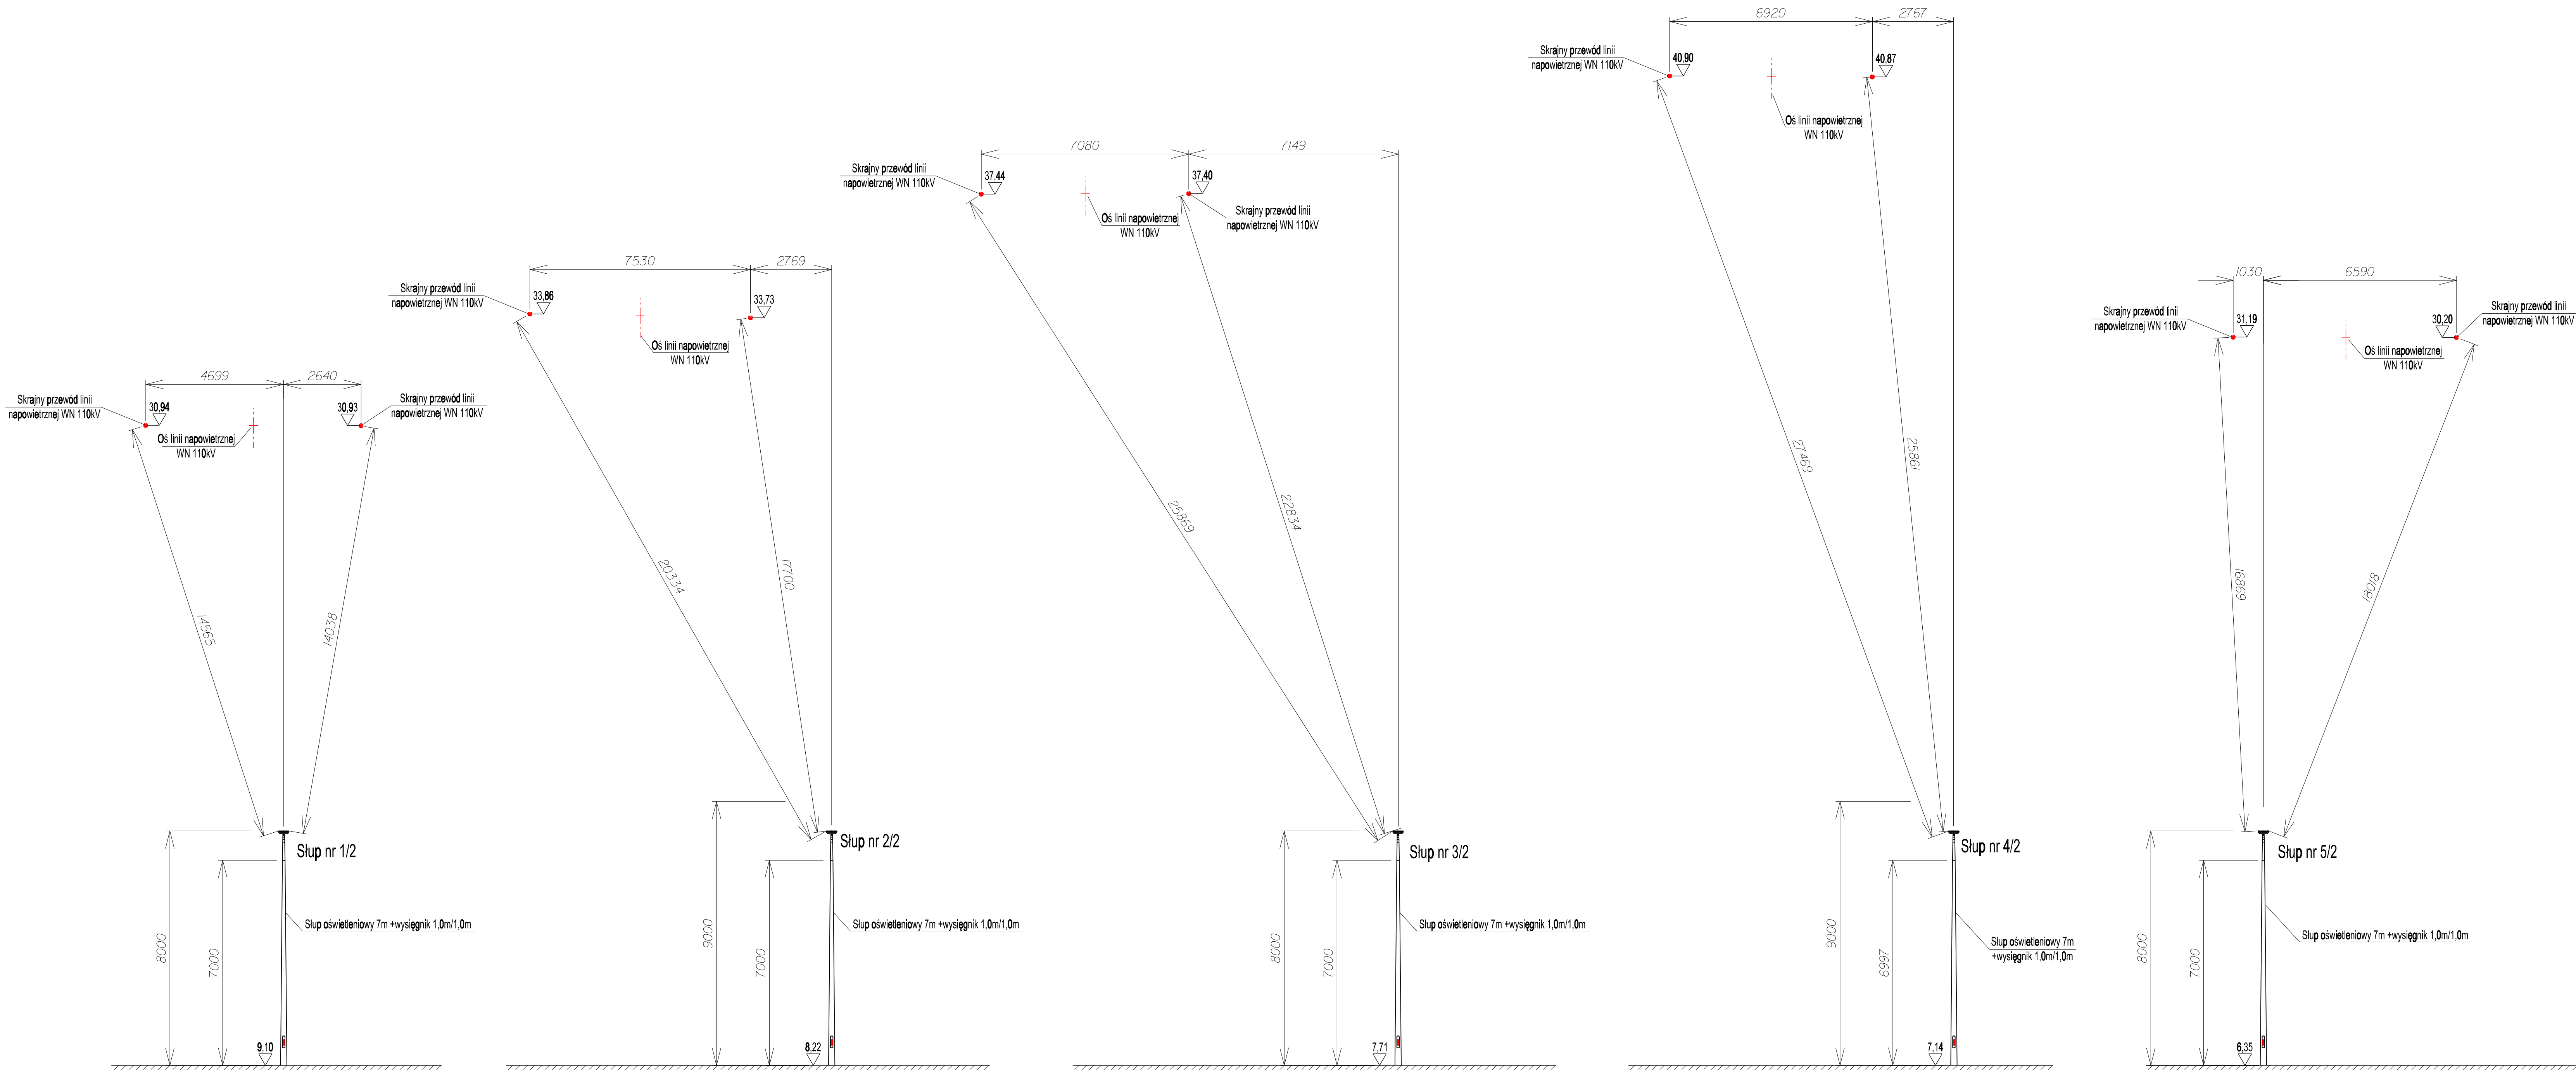 4699
2640
Skrajny przewód linii
napowietrznej WN 110kV
30,94
30,93
Skrajny przewód linii
napowietrznej WN 110kV
Oś linii napowietrznej
WN 110kV
14565
14038
Słup nr 1/2
Słup oświetleniowy 7m +wysięgnik 1,0m/1,0m
8000
7000
9,10
7530
2769
Skrajny przewód linii
napowietrznej WN 110kV
33,86
33,73
Oś linii napowietrznej
WN 110kV
20334
17700
Słup nr 2/2
Słup oświetleniowy 7m +wysięgnik 1,0m/1,0m
9000
7000
8,22
7080
7149
Skrajny przewód linii
napowietrznej WN 110kV
37,44
37,40
Oś linii napowietrznej
WN 110kV
Skrajny przewód linii
napowietrznej WN 110kV
25869
22834
Słup nr 3/2
Słup oświetleniowy 7m +wysięgnik 1,0m/1,0m
8000
7000
7,71
6920
2767
Skrajny przewód linii
napowietrznej WN 110kV
40,90
40,87
Oś linii napowietrznej
WN 110kV
27469
25861
Słup nr 4/2
Słup oświetleniowy 7m
+wysięgnik 1,0m/1,0m
9000
6997
7,14
1030
6590
Skrajny przewód linii
napowietrznej WN 110kV
31,19
30,20
Skrajny przewód linii
napowietrznej WN 110kV
Oś linii napowietrznej
WN 110kV
16869
18018
Słup nr 5/2
Słup oświetleniowy 7m +wysięgnik 1,0m/1,0m
8000
7000
6,35